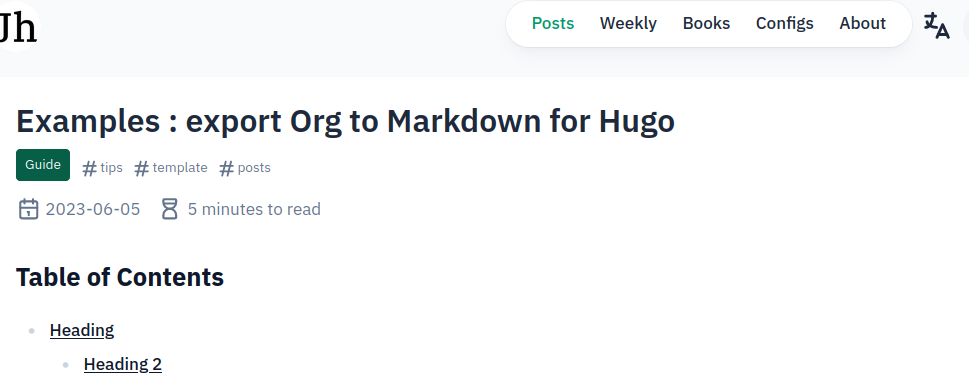 Jh
Posts Weekly Books Configs About
Examples : export Org to Markdown for Hugo
Guide # tips # template # posts
2023-06-05 5 minutes to read
Table of Contents
Heading
Heading 2